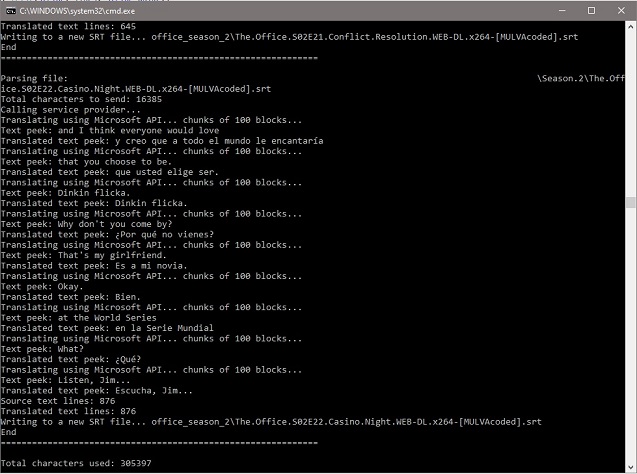 C:\WINDOWS\system32\cmd.exe
Translated text lines: 645
Writing to a new SRT file... office_season_2\The.Office.S02E21.Conflict.Resolution.WEB-DL.x264-[MULVAcoded].srt
End
-------------------------------------------------------------
Parsing file: \Season.2\The.Off
ice.S02E22.Casino.Night.WEB-DL.x264-[MULVAcoded].srt
Total characters to send: 16385
Calling service provider...
Translating using Microsoft API... chunks of 100 blocks...
Text peek: and I think everyone would love
Translated text peek: y creo que a todo el mundo le encantaría
Translating using Microsoft API... chunks of 100 blocks...
Text peek: that you choose to be.
Translated text peek: que usted elige ser.
Translating using Microsoft API... chunks of 100 blocks...
Text peek: Dinkin flicka.
Translated text peek: Dinkin flicka.
Translating using Microsoft API... chunks of 100 blocks...
Text peek: Why don't you come by?
Translated text peek: ¿Por qué no vienes?
Translating using Microsoft API... chunks of 100 blocks...
Text peek: That's my girlfriend.
Translated text peek: Es a mi novia.
Translating using Microsoft API... chunks of 100 blocks...
Text peek: Okay.
Translated text peek: Bien.
Translating using Microsoft API... chunks of 100 blocks...
Text peek: at the World Series
Translated text peek: en la Serie Mundial
Translating using Microsoft API... chunks of 100 blocks...
Text peek: What?
Translated text peek: ¿Qué?
Translating using Microsoft API... chunks of 100 blocks...
Text peek: Listen, Jim...
Translated text peek: Escucha, Jim...
Source text lines: 876
Translated text lines: 876
Writing to a new SRT file... office_season_2\The.Office.S02E22.Casino.Night.WEB-DL.x264-[MULVAcoded].srt
End
-------------------------------------------------------------
Total characters used: 305397